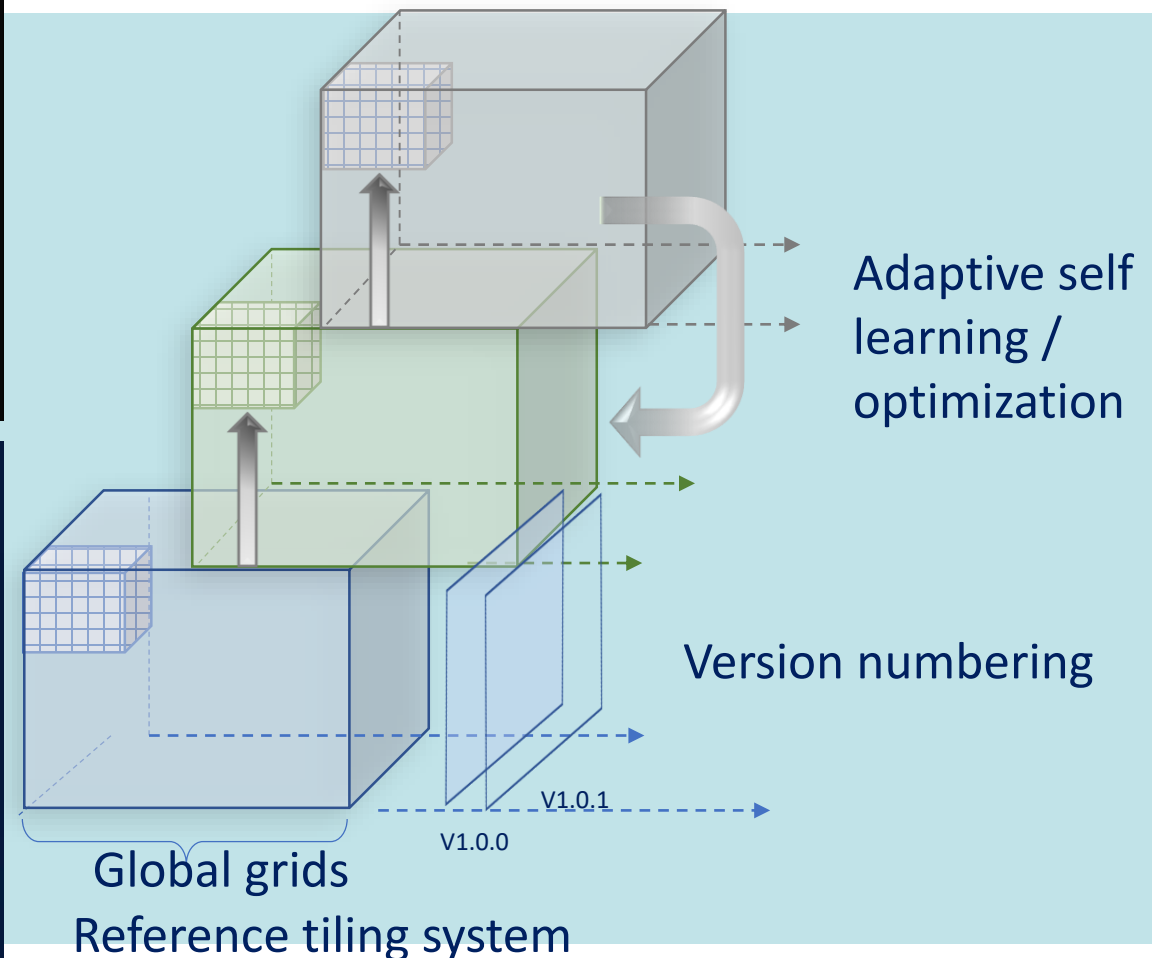 Adaptive self
learning /
optimization
Version numbering
V1.0.1
V1.0.0
Global grids
Reference tiling system